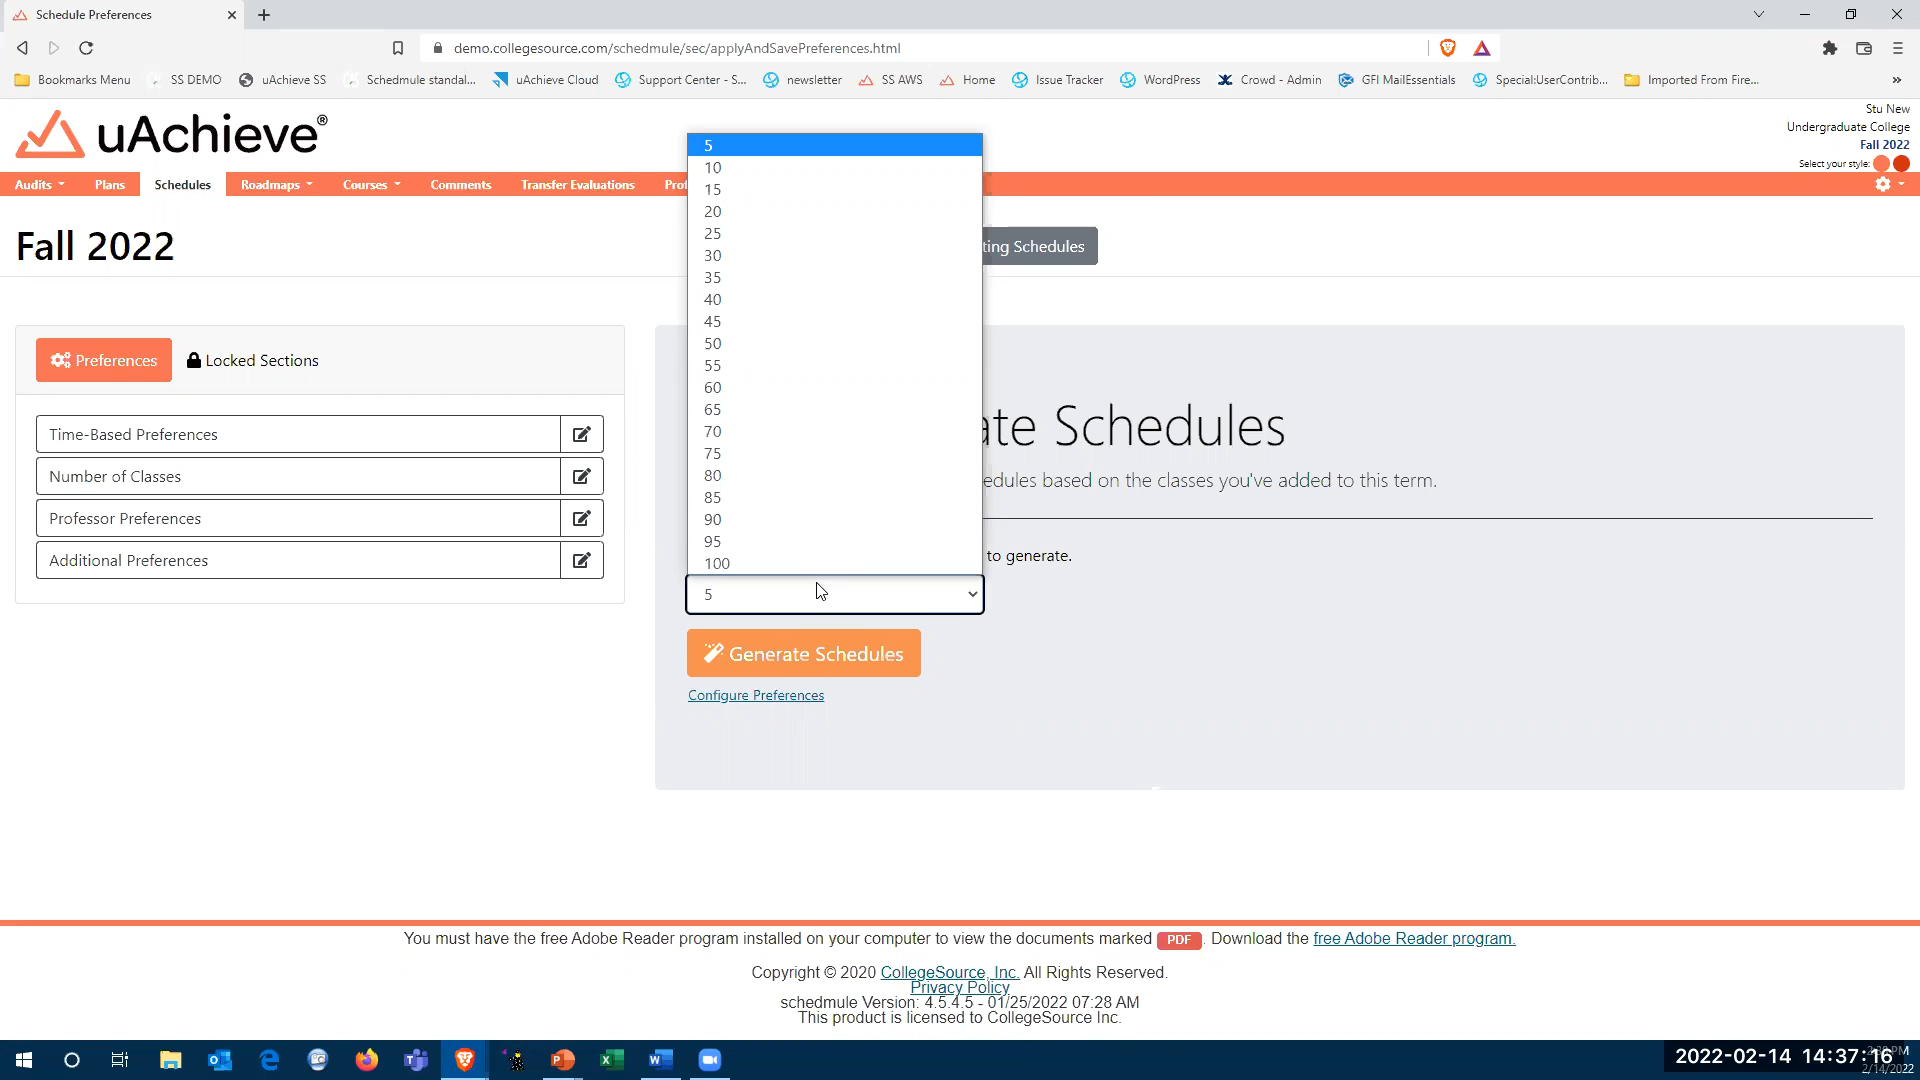 Schedule Preferences
demo.collegesource.com/schedmule/sec/applyAndSavePreferences.html
Bookmarks Menu SS DEMO uAchieve SS Schedmule standal... uAchieve Cloud Support Center - S... newsletter SS AWS Home Issue Tracker WordPress Crowd - Admin GFI MailEssentials Special:UserContrib... Imported From Fire...
uAchieve®
Stu New
Undergraduate College
Fall 2022
Select your style:
Audits Plans Schedules Roadmaps Courses Comments Transfer Evaluations Prof
Fall 2022
ting Schedules
Preferences Locked Sections
Time-Based Preferences
Number of Classes
Professor Preferences
Additional Preferences
5
10
15
20
25
30
35
40
45
50
55
60
65
70
75
80
85
90
95
100
ate Schedules
edules based on the classes you've added to this term.
to generate.
5
Generate Schedules
Configure Preferences
You must have the free Adobe Reader program installed on your computer to view the documents marked PDF . Download the free Adobe Reader program.
Copyright © 2020 CollegeSource, Inc. All Rights Reserved.
Privacy Policy
schedmule Version: 4.5.4.5 - 01/25/2022 07:28 AM
This product is licensed to CollegeSource Inc.
2022-02-14 14:37:16
2/14/2022